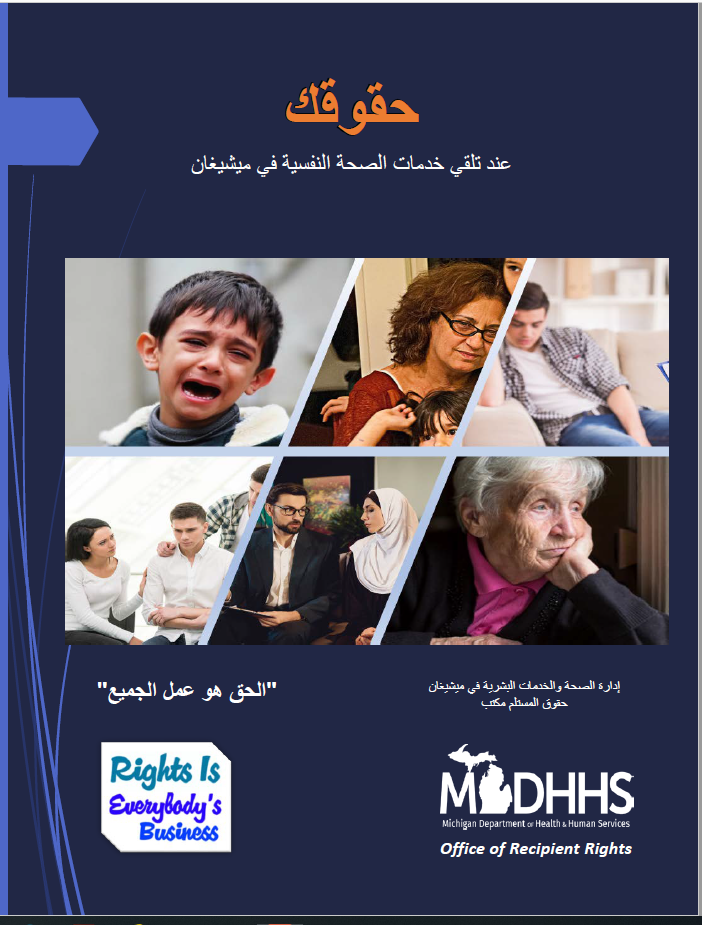 حقوقك
عند تلقي خدمات الصحة النفسية في ميشيغان
"الحق هو عمل الجميع"
إدارة الصحة والخدمات البشرية في ميشيغان
حقوق المستلم مكتب
Rights Is
Everybody's
Business
MDHHS
Michigan Department of Health & Human Services
Office of Recipient Rights